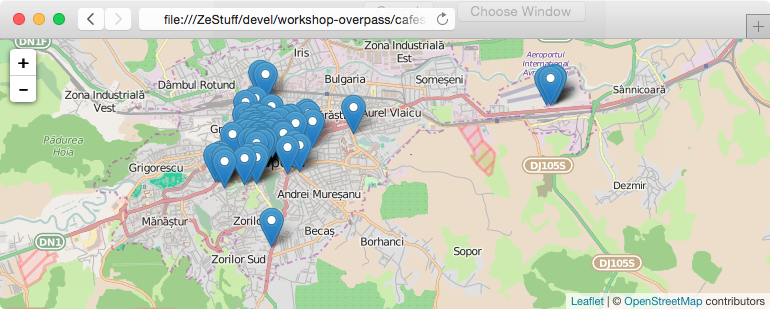 Choose Window
file:///ZeStuff/devel/workshop-overpass/cafes
+
DN1F
Iris
Zona Industrială
Est
Aeroportul
Internațional
+
−
Dâmbul Rotund
Bulgaria
Someșeni
Sânnicoară
Zona Industrială
Vest
Aurel Vlaicu
Pădurea
Hoia
Grigorescu
DJ105S
Dezmir
Andrei Mureșanu
Mănăștur
Zorilor
Becaș
DN1
Borhanci
Sopor
Zorilor Sud
DJ105S
Leaflet | © OpenStreetMap contributors